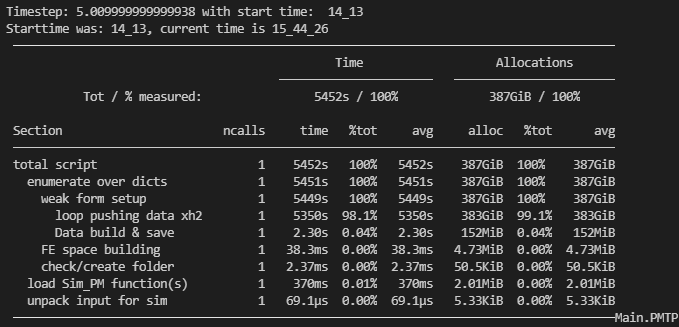 Timestep: 5.009999999999938 with start time:  14_13
Starttime was: 14_13, current time is 15_44_26
Time Allocations
Tot / % measured: 5452s / 100% 387GiB / 100%
Section ncalls time %tot avg alloc %tot avg
total script 1 5452s 100% 5452s 387GiB 100% 387GiB
enumerate over dicts 1 5451s 100% 5451s 387GiB 100% 387GiB
weak form setup 1 5449s 100% 5449s 387GiB 100% 387GiB
loop pushing data xh2 1 5350s 98.1% 5350s 383GiB 99.1% 383GiB
Data build & save 1 2.30s 0.04% 2.30s 152MiB 0.04% 152MiB
FE space building 1 38.3ms 0.00% 38.3ms 4.73MiB 0.00% 4.73MiB
check/create folder 1 2.37ms 0.00% 2.37ms 50.5KiB 0.00% 50.5KiB
load Sim_PM function(s) 1 370ms 0.01% 370ms 2.01MiB 0.00% 2.01MiB
unpack input for sim 1 69.1μs 0.00% 69.1μs 5.33KiB 0.00% 5.33KiB
Main.PMTP